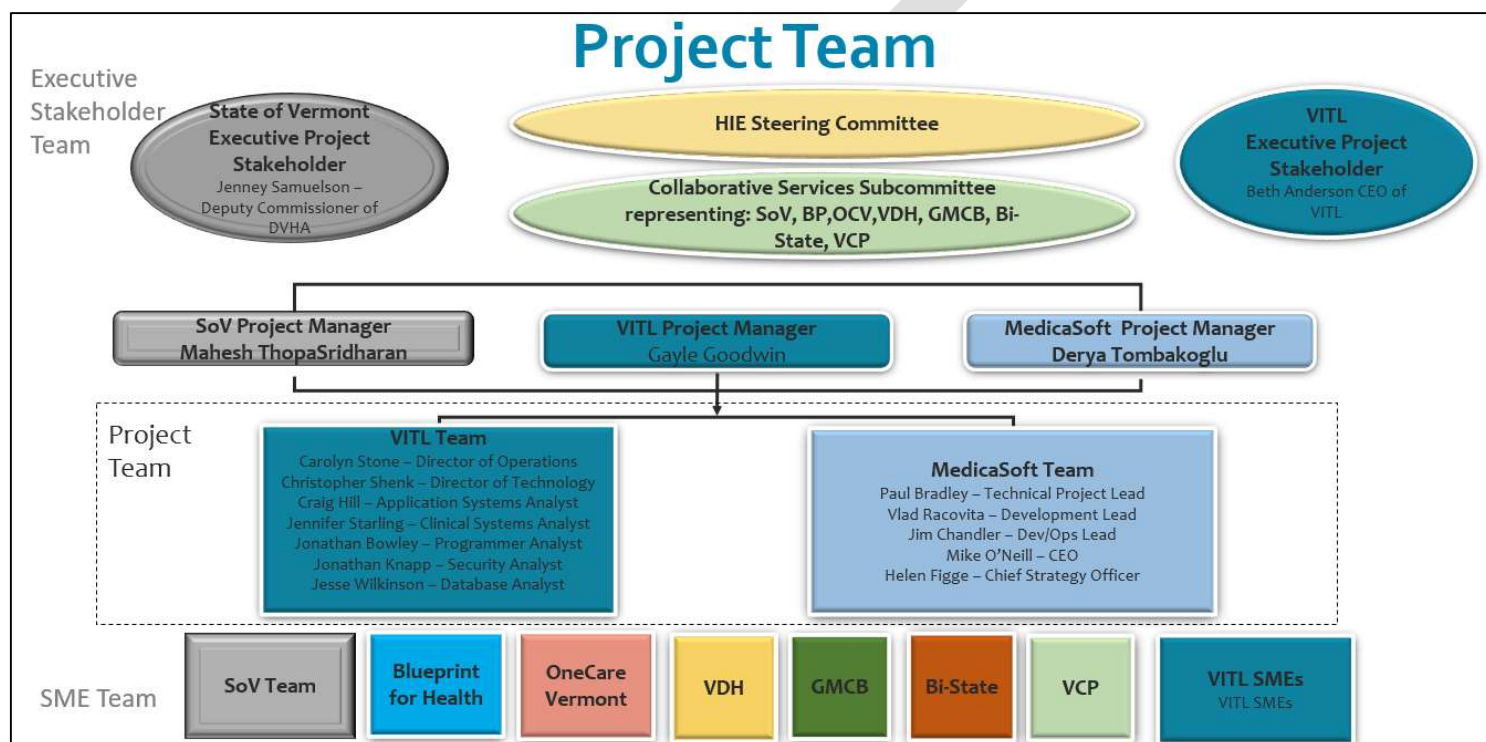 Project Team
Executive
Stakeholder
Team
State of Vermont
Executive Project
Stakeholder
Jenney Samuelson –
Deputy Commissioner of
DVHA
HIE Steering Committee
Collaborative Services Subcommittee
representing: SoV, BP,OCV,VDH, GMCB, Bi-
State, VCP
VITL
Executive Project
Stakeholder
Beth Anderson CEO of
VITL
SoV Project Manager
Mahesh ThopaSridharan
VITL Project Manager
Gayle Goodwin
MedicaSoft  Project Manager
Derya Tombakoglu
Project
Team
VITL Team
Carolyn Stone – Director of Operations
Christopher Shenk – Director of Technology
Craig Hill – Application Systems Analyst
Jennifer Starling – Clinical Systems Analyst
Jonathan Bowley – Programmer Analyst
Jonathan Knapp – Security Analyst
Jesse Wilkinson – Database Analyst
MedicaSoft Team
Paul Bradley – Technical Project Lead
Vlad Racovita – Development Lead
Jim Chandler – Dev/Ops Lead
Mike O’Neill – CEO
Helen Figge – Chief Strategy Officer
SME Team
SoV Team
Blueprint
for Health
OneCare
Vermont
VDH
GMCB
Bi-State
VCP
VITL SMEs
VITL SMEs